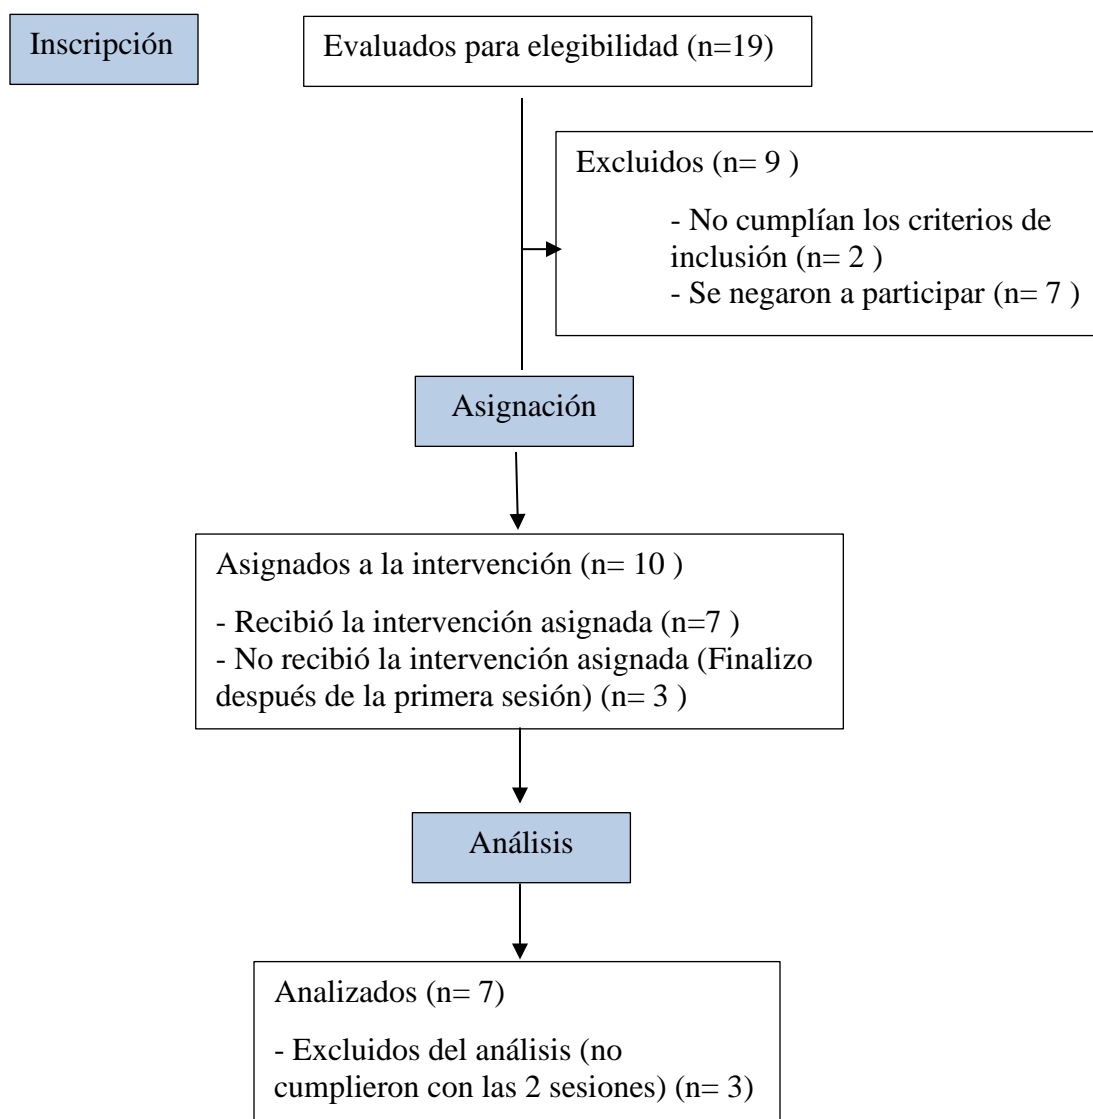 Inscripción
Evaluados para elegibilidad (n=19)
Excluidos (n= 9 )
- No cumplían los criterios de
inclusión (n= 2 )
- Se negaron a participar (n= 7 )
Asignación
Asignados a la intervención (n= 10 )
- Recibió la intervención asignada (n=7 )
- No recibió la intervención asignada (Finalizo
después de la primera sesión) (n= 3 )
Análisis
Analizados (n= 7)
- Excluidos del análisis (no
cumplieron con las 2 sesiones) (n= 3)